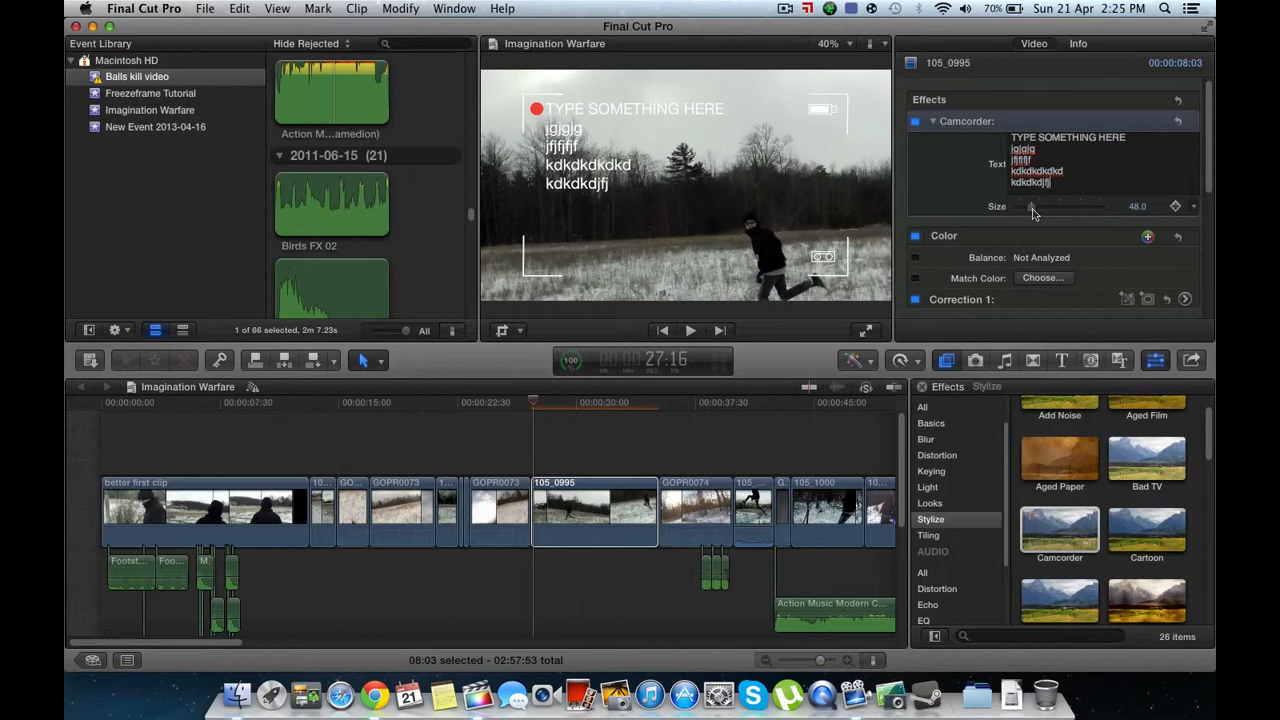 Final Cut Pro File Edit View Mark Clip Modify Window Help
70% Sun 21 Apr 2:25 PM
Final Cut Pro
Event Library
Macintosh HD
Balls kill video
Freezeframe Tutorial
Imagination Warfare
New Event 2013-04-16
Hide Rejected
Action M...amedion)
2011-06-15 (21)
Birds FX 02
1 of 66 selected, 2m 7.23s
All
Imagination Warfare
40%
TYPE SOMETHING HERE
jgjgjg
jfjfjfjf
kdkdkdkdkd
kdkdkdjfj
Video Info
105_0995
00:00:08:03
Effects
Camcorder:
Text
TYPE SOMETHING HERE
jgjgjg
jfjfjfjf
kdkdkdkdkd
kdkdkdjfj
Size
48.0
Color
Balance: Not Analyzed
Match Color: Choose...
Correction 1:
100
27:16
Imagination Warfare
00:00:00:00 00:00:07:30 00:00:15:00 00:00:22:30 00:00:30:00 00:00:37:30 00:00:45:00
better first clip
10...
GO...
GOPR0073
1...
GOPR0073
105_0995
GOPR0074
105_...
G.
105_1000
10...
Footst...
Foo...
M.
Action Music Modern C...
08:03 selected - 02:57:53 total
Effects Stylize
All
Basics
Blur
Distortion
Keying
Light
Looks
Stylize
Tiling
AUDIO
All
Distortion
Echo
EQ
Add Noise
Aged Film
Aged Paper
Bad TV
Camcorder
Cartoon
26 items